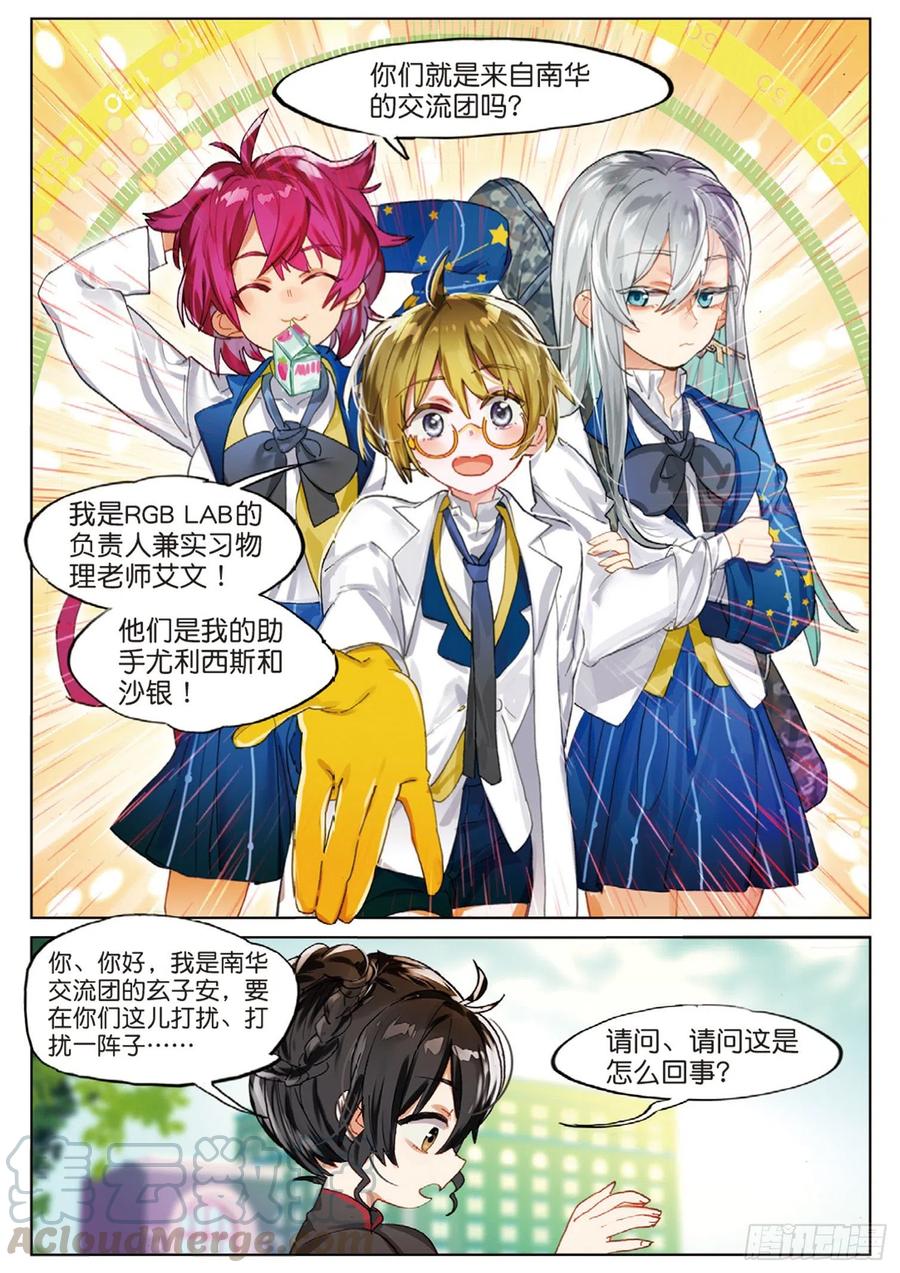 你们就是来自南华
的交流团吗？
我是RGB LAB的
负责人兼实习物
理老师艾文！
他们是我的助
手尤利西斯和
沙银！
你、你好，我是南华
交流团的玄子安，要
在你们这儿打扰、打
扰一阵子……
请问、请问这是
怎么回事？
集云数据
AcloudMerge.com
腾讯动漫